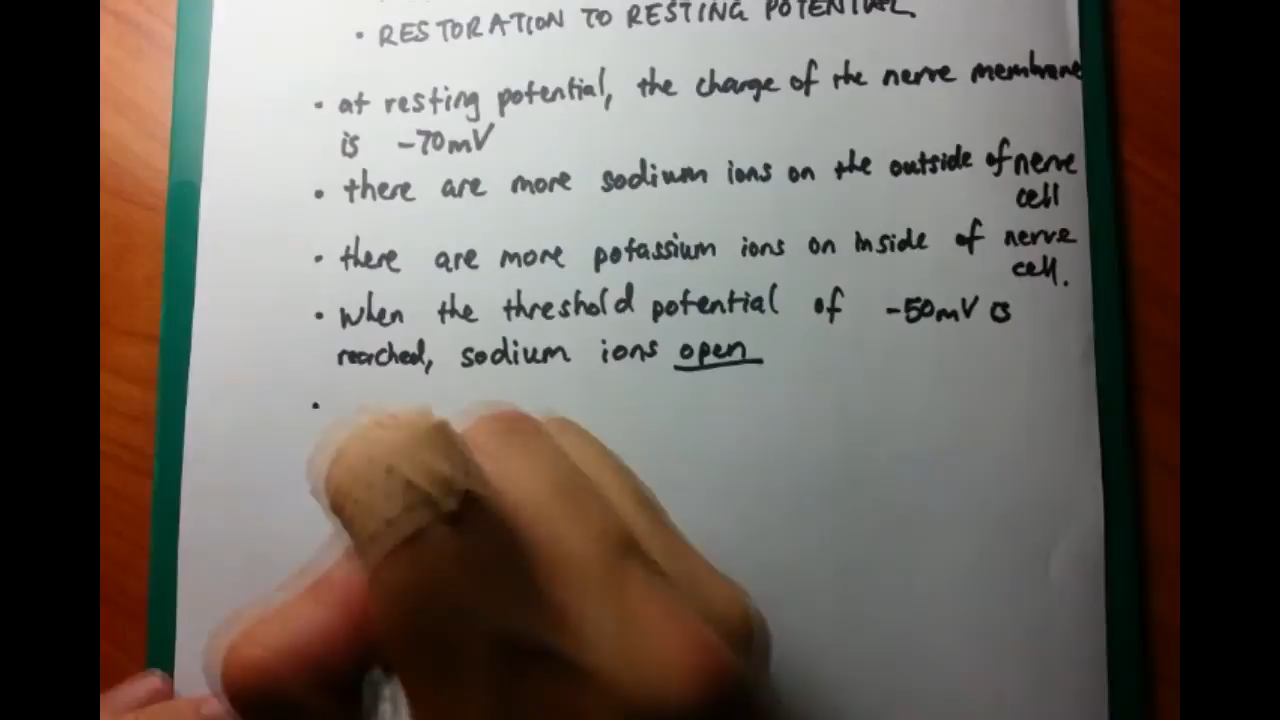 • RESTORATION TO RESTING POTENTIAL
• at resting potential, the charge of the nerve membrane
is -70mV
• there are more sodium ions on the outside of nerve
cell
• there are more potassium ions on inside of nerve
cell.
• when the threshold potential of -50mV is
reached, sodium ions open
•